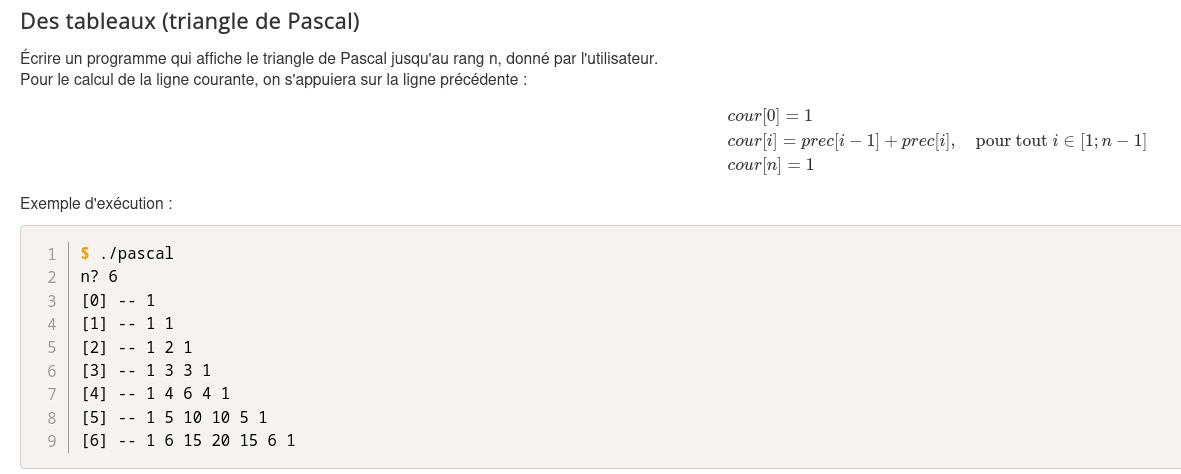 Des tableaux (triangle de Pascal)
Écrire un programme qui affiche le triangle de Pascal jusqu'au rang n, donné par l'utilisateur.
Pour le calcul de la ligne courante, on s'appuiera sur la ligne précédente :
cour[0] = 1
cour[i] = prec[i − 1] + prec[i], pour tout i ∈ [1; n − 1]
cour[n] = 1
Exemple d'exécution :
1 $ ./pascal
2 n? 6
3 [0] -- 1
4 [1] -- 1 1
5 [2] -- 1 2 1
6 [3] -- 1 3 3 1
7 [4] -- 1 4 6 4 1
8 [5] -- 1 5 10 10 5 1
9 [6] -- 1 6 15 20 15 6 1